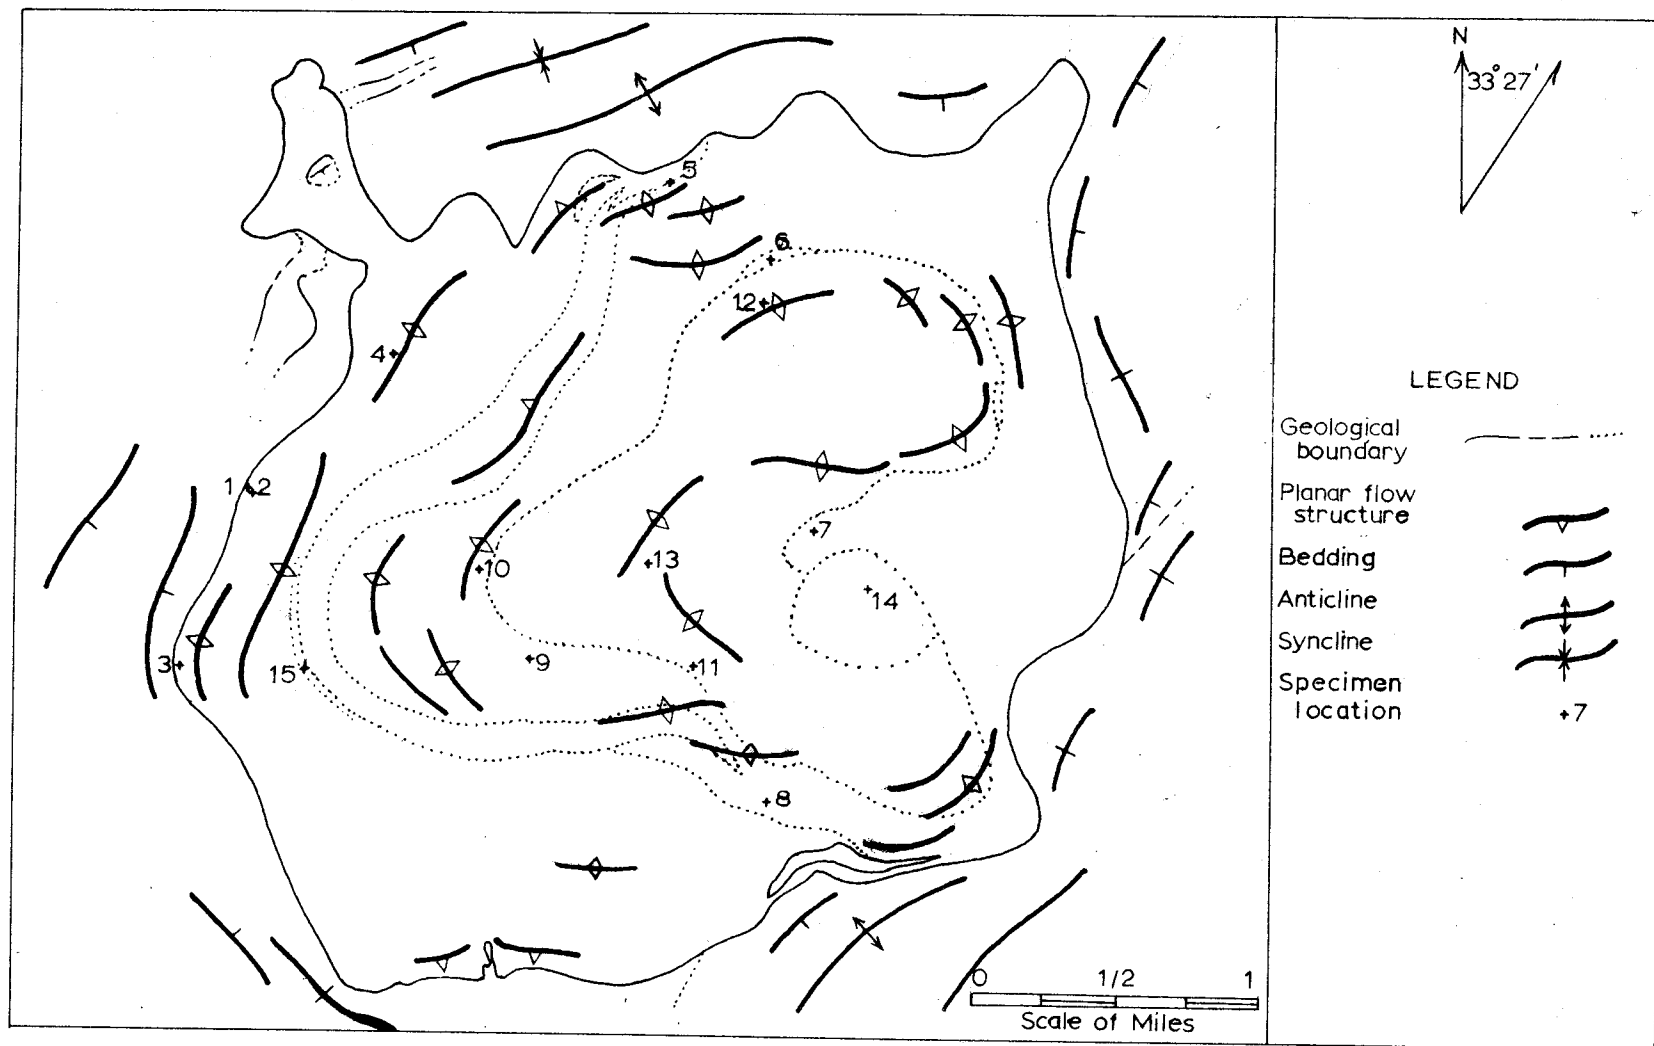 N
33°27'
5
6
12
4
1 2
7
10
13
14
3
15
9
11
8
0 1/2 1
Scale of Miles
LEGEND
Geological
boundary
Planar flow
structure
Bedding
Anticline
Syncline
Specimen
location
+7